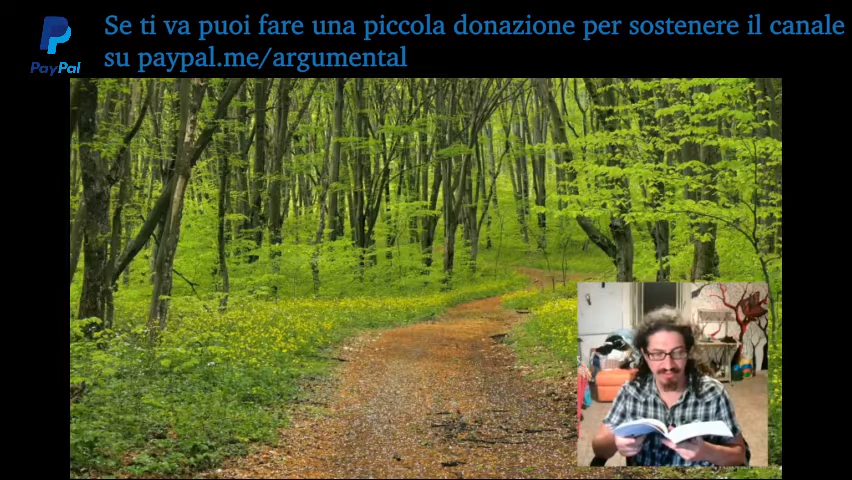 Se ti va puoi fare una piccola donazione per sostenere il canale
su paypal.me/argumental
PayPal